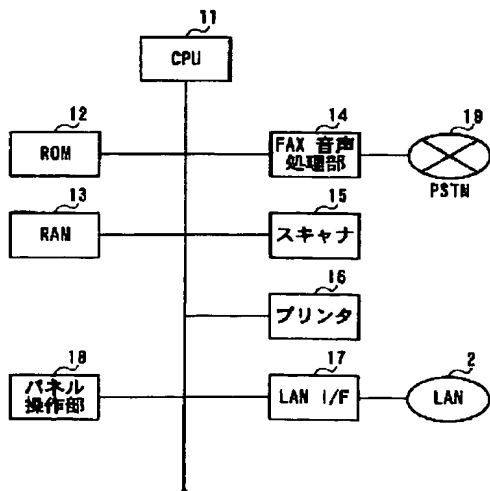 11
CPU
12
ROM
14
FAX 音声
処理部
19
PSTN
13
RAN
15
スキャナ
16
プリンタ
18
パネル
操作部
17
LAN I/F
2
LAN